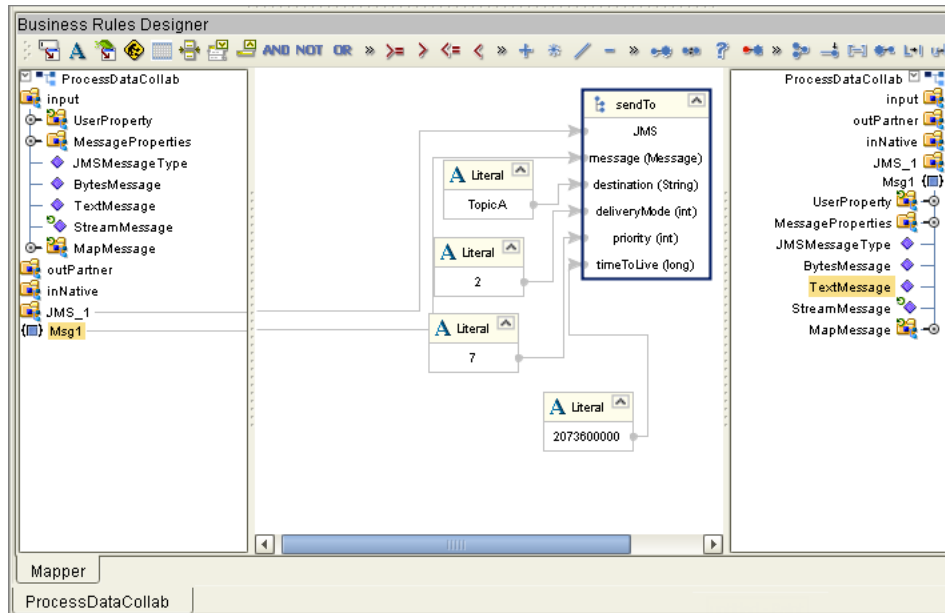 Business Rules Designer
A AND NOT OR » >= > <= < » + * / - » ? »
ProcessDataCollab
input
UserProperty
MessageProperties
JMSMessageType
BytesMessage
TextMessage
StreamMessage
MapMessage
outPartner
inNative
JMS_1
Msg1
sendTo
JMS
message (Message)
destination (String)
deliveryMode (int)
priority (int)
timeToLive (long)
A Literal
TopicA
A Literal
2
A Literal
7
A Literal
2073600000
ProcessDataCollab
input
outPartner
inNative
JMS_1
Msg1
UserProperty
MessageProperties
JMSMessageType
BytesMessage
TextMessage
StreamMessage
MapMessage
Mapper
ProcessDataCollab